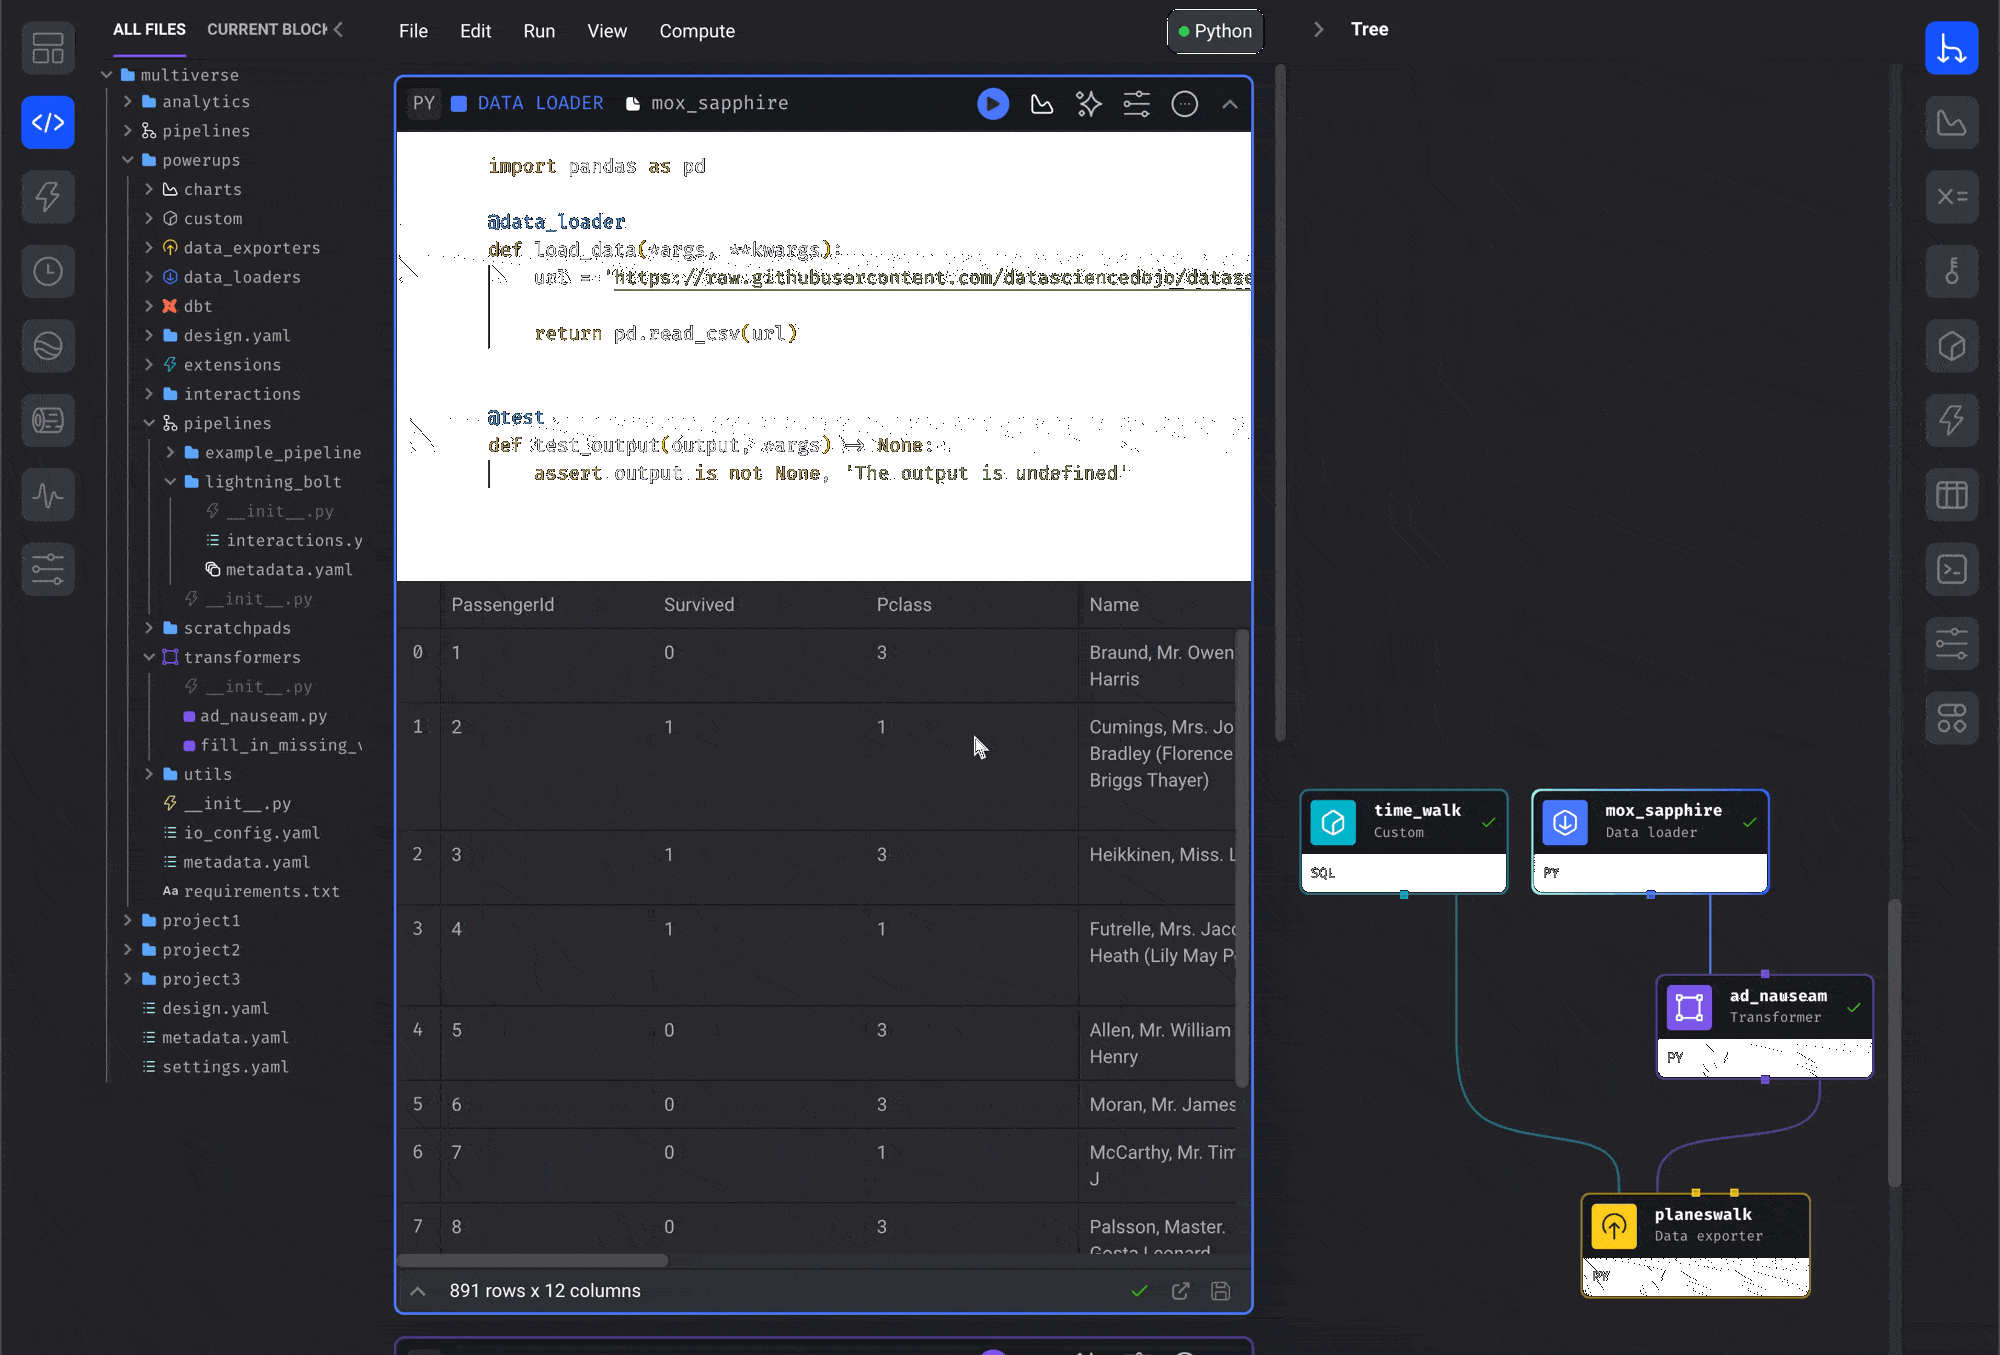 ALL FILES
CURRENT BLOCK
File
Edit
Run
View
Compute
Python
Tree
multiverse
analytics
pipelines
powerups
charts
custom
data_exporters
data_loaders
dbt
design.yaml
extensions
interactions
pipelines
example_pipeline
lightning_bolt
__init__.py
interactions.y
metadata.yaml
__init__.py
scratchpads
transformers
__init__.py
ad_nauseam.py
fill_in_missing_v
utils
__init__.py
io_config.yaml
metadata.yaml
Aa requirements.txt
project1
project2
project3
design.yaml
metadata.yaml
settings.yaml
PY DATA LOADER mox_sapphire
import pandas as pd
@data_loader
def load_data(*args, **kwargs):
url = 'https://raw.githubusercontent.com/datasciencedojo/datase
return pd.read_csv(url)
@test
def test_output(output, *args) -> None:
assert output is not None, 'The output is undefined'
PassengerId Survived Pclass Name
0 1 0 3 Braund, Mr. Owen
Harris
1 2 1 1 Cumings, Mrs. Jo
Bradley (Florence
Briggs Thayer)
2 3 1 3 Heikkinen, Miss. L
3 4 1 1 Futrelle, Mrs. Jacq
Heath (Lily May P
4 5 0 3 Allen, Mr. William
Henry
5 6 0 3 Moran, Mr. James
6 7 0 1 McCarthy, Mr. Tim
J
7 8 0 3 Palsson, Master.
Gosta Leonard
891 rows x 12 columns
time_walk
Custom
SQL
mox_sapphire
Data loader
PY
ad_nauseam
Transformer
PY
planeswalk
Data exporter
PY